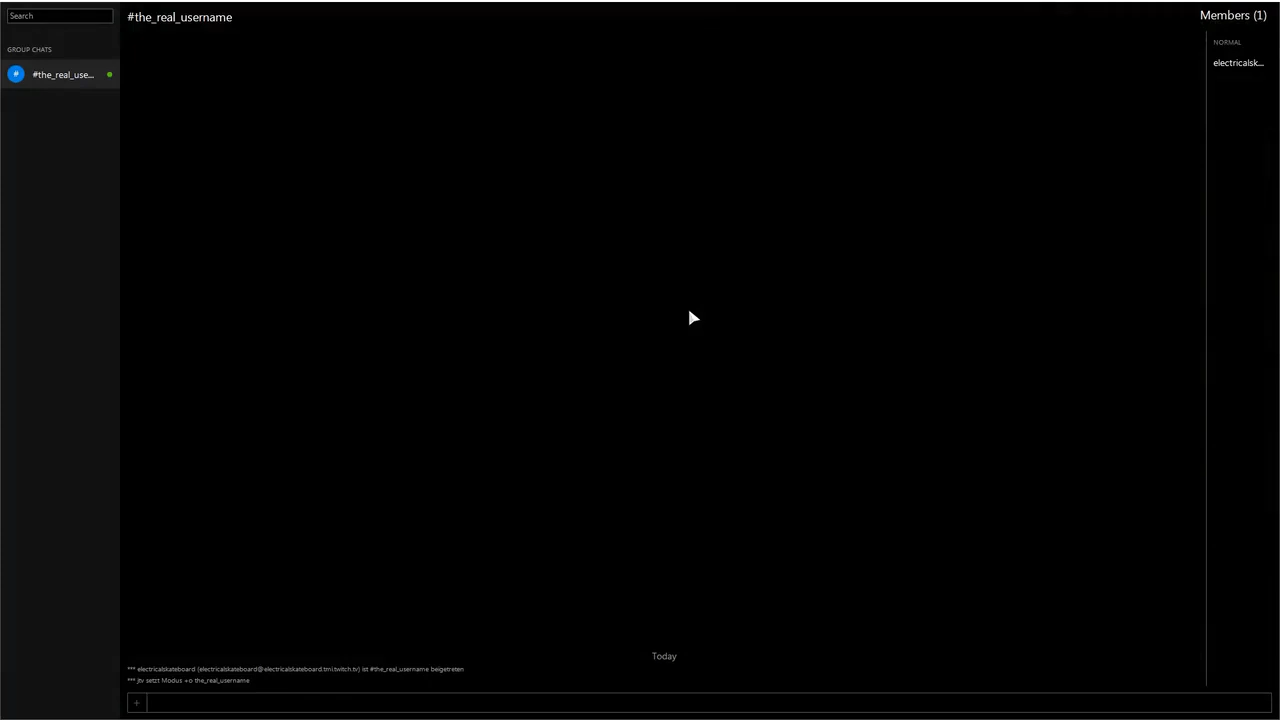 Search
#the_real_username
Members (1)
GROUP CHATS
NORMAL
# #the_real_use...
electricalsk...
Today
*** electricalskateboard (electricalskateboard@electricalskateboard.tmi.twitch.tv) ist #the_real_username beigetreten
*** jtv setzt Modus +o the_real_username
+